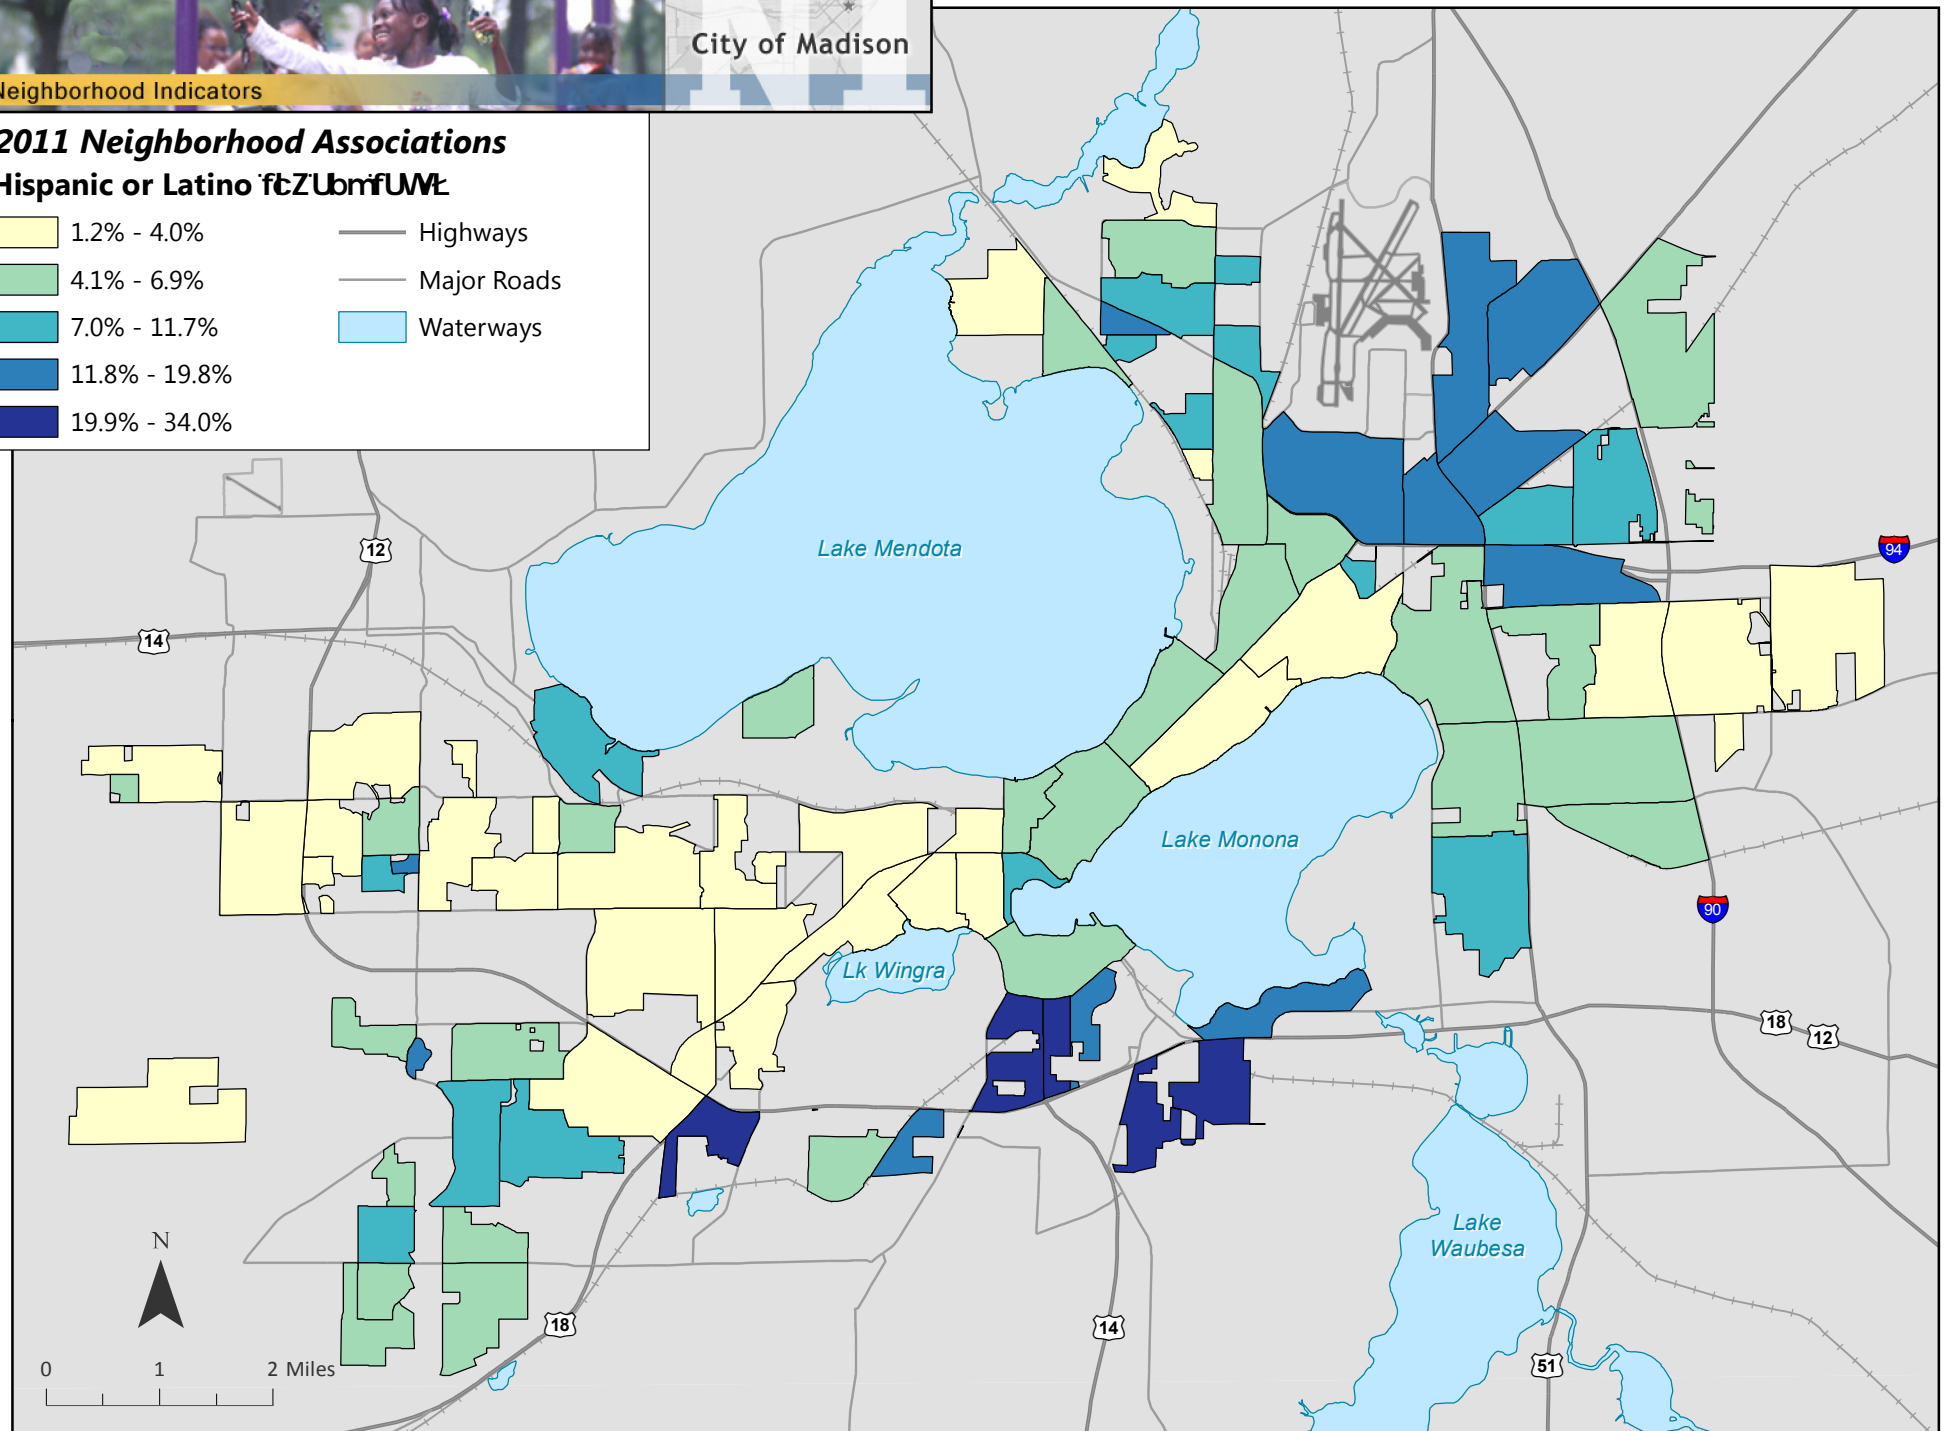 City of Madison
Neighborhood Indicators
2011 Neighborhood Associations
Hispanic or Latino
1.2% - 4.0%
4.1% - 6.9%
7.0% - 11.7%
11.8% - 19.8%
19.9% - 34.0%
Highways
Major Roads
Waterways
12
14
94
Lake Mendota
Lake Monona
Lk Wingra
90
18
12
Lake
Waubesa
N
0 1 2 Miles
18
14
51